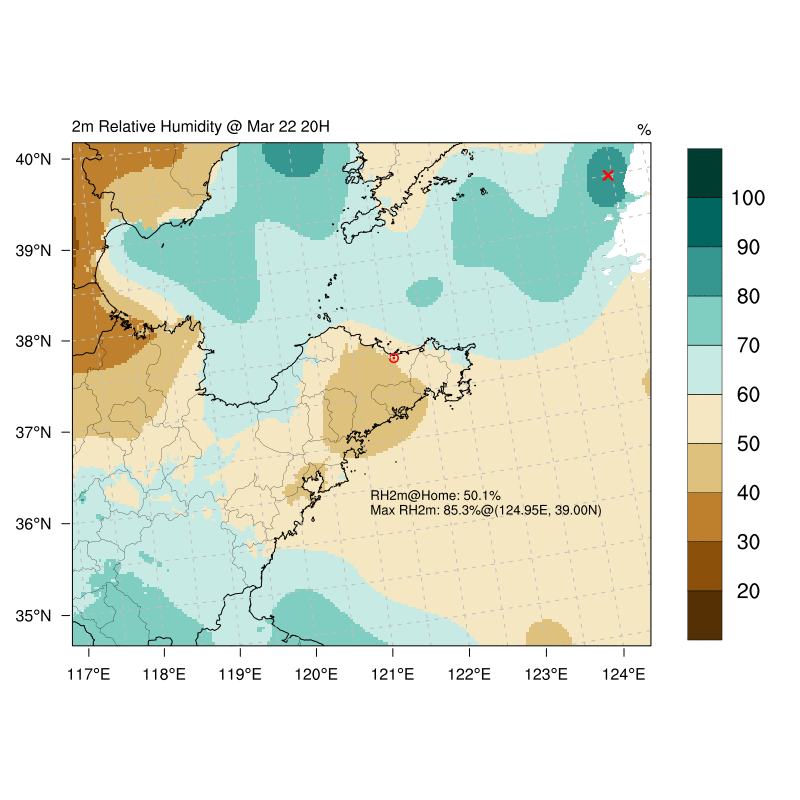 2m Relative Humidity @ Mar 22 20H
%
40°N
39°N
38°N
37°N
36°N
35°N
117°E 118°E 119°E 120°E 121°E 122°E 123°E 124°E
100
90
80
70
60
50
40
30
20
RH2m@Home: 50.1%
Max RH2m: 85.3%@(124.95E, 39.00N)